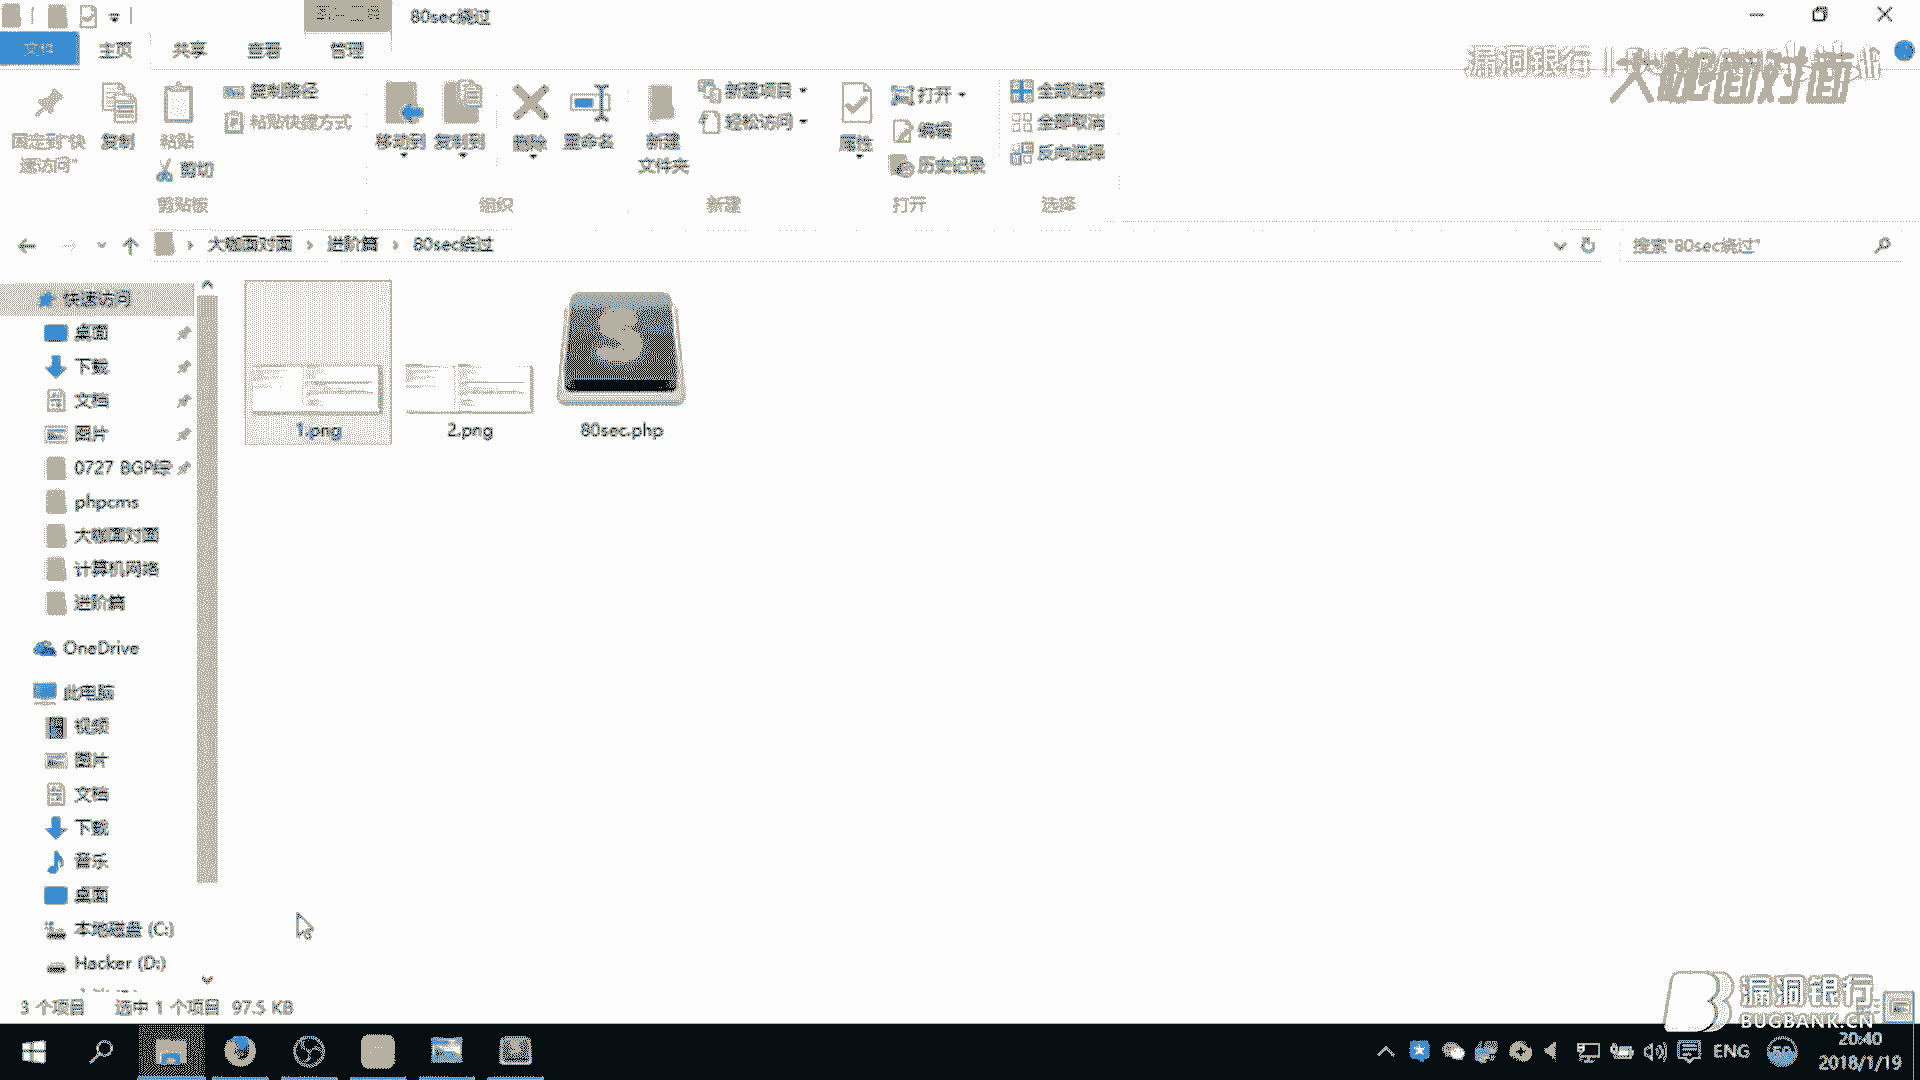 80sec绕过
文件 主页 共享 查看 管理
漏洞银行
大咖面对面
固定到"快速访问"
复制
粘贴
复制路径
粘贴快捷方式
剪切
移动到 复制到 删除 重命名
新建
文件夹
新建项目
轻松访问
属性
打开
编辑
历史记录
全部选择
全部取消
反向选择
剪贴板 组织 新建 打开 选择
大咖面对面 › 进阶篇 › 80sec绕过
搜索"80sec绕过"
快速访问
桌面
下载
文档
图片
0727 BGP
phpcms
大咖面对面
计算机网络
进阶篇
OneDrive
此电脑
视频
图片
文档
下载
音乐
桌面
本地磁盘 (C:)
Hacker (D:)
1.png 2.png 80sec.php
3 个项目 选中 1 个项目 97.5 KB
漏洞银行
BUGBANK.CN
ENG
20:40
2018/1/19